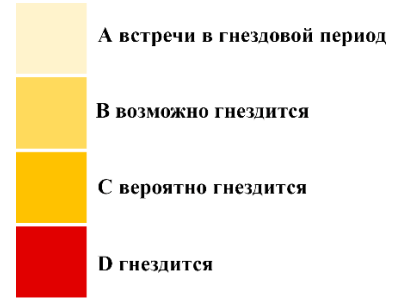 А встречи в гнездовой период
В возможно гнездится
С вероятно гнездится
D гнездится